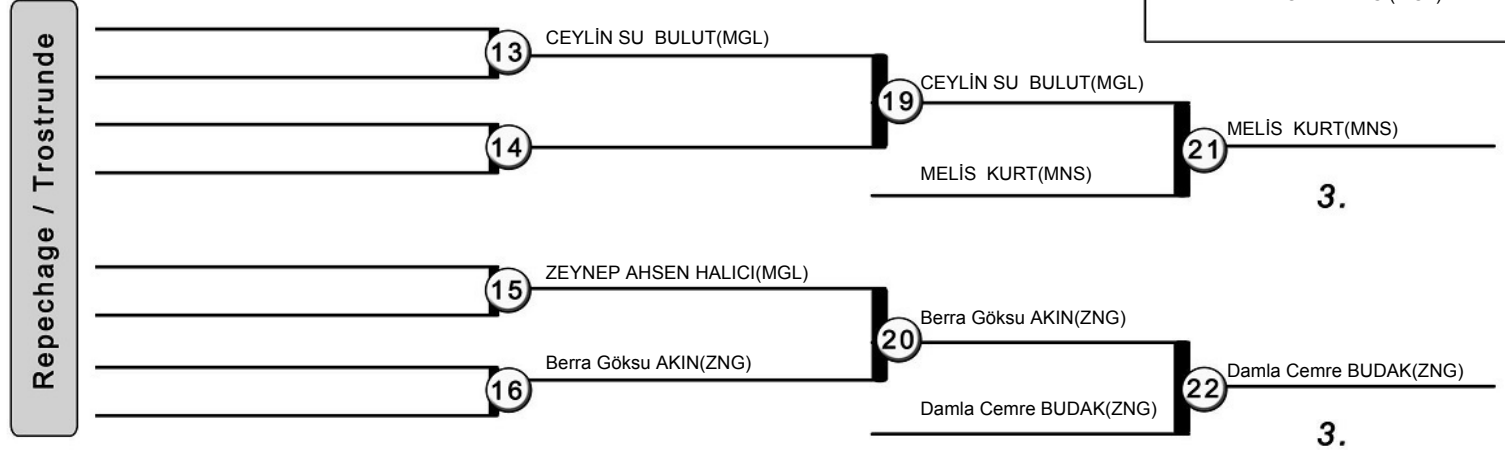 Repechage / Trostrunde
13
CEYLİN SU  BULUT(MGL)
14
19
CEYLİN SU  BULUT(MGL)
MELİS  KURT(MNS)
21
MELİS  KURT(MNS)
3.
15
ZEYNEP AHSEN HALICI(MGL)
16
Berra Göksu AKIN(ZNG)
20
Berra Göksu AKIN(ZNG)
Damla Cemre BUDAK(ZNG)
22
Damla Cemre BUDAK(ZNG)
3.